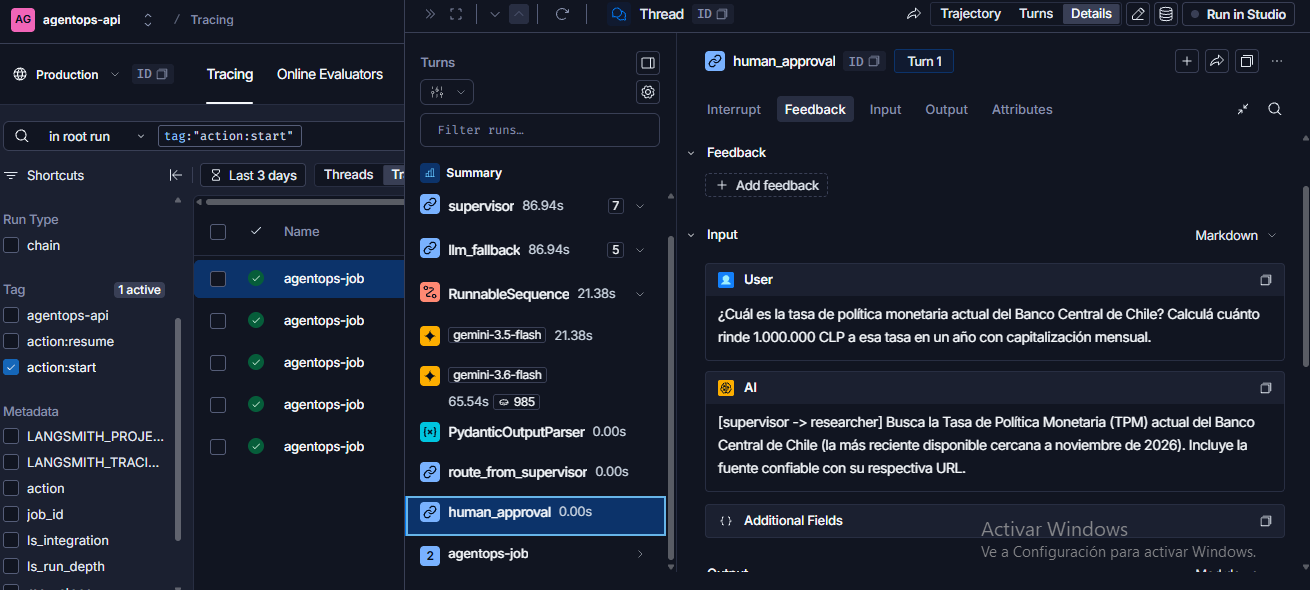 AG agentops-api / Tracing
Production ID Tracing Online Evaluators
in root run tag:"action:start"
Shortcuts
Last 3 days Threads Tr
Run Type
chain
Name
Tag 1 active
agentops-api
action:resume
action:start
Metadata
LANGSMITH_PROJE...
LANGSMITH_TRACI...
action
job_id
ls_integration
ls_run_depth
agentops-job
agentops-job
agentops-job
agentops-job
agentops-job
Thread ID Trajectory Turns Details Run in Studio
Turns
Filter runs…
Summary
supervisor 86.94s 7
llm_fallback 86.94s 5
RunnableSequence 21.38s
gemini-3.5-flash 21.38s
gemini-3.6-flash
65.54s 985
PydanticOutputParser 0.00s
route_from_supervisor 0.00s
human_approval 0.00s
2 agentops-job
human_approval ID Turn 1
Interrupt Feedback Input Output Attributes
Feedback
+ Add feedback
Input Markdown
User
¿Cuál es la tasa de política monetaria actual del Banco Central de Chile? Calculá cuánto
rinde 1.000.000 CLP a esa tasa en un año con capitalización mensual.
AI
[supervisor -> researcher] Busca la Tasa de Política Monetaria (TPM) actual del Banco
Central de Chile (la más reciente disponible cercana a noviembre de 2026). Incluye la
fuente confiable con su respectiva URL.
{} Additional Fields
Activar Windows
Ve a Configuración para activar Windows.
Output Markdown